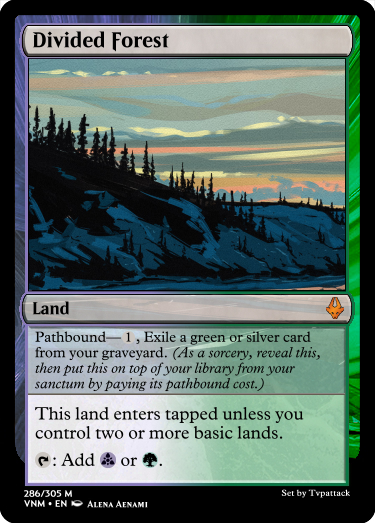 Divided Forest
Land
Pathbound— 1 , Exile a green or silver card
from your graveyard. (As a sorcery, reveal this,
then put this on top of your library from your
sanctum by paying its pathbound cost.)
This land enters tapped unless you
control two or more basic lands.
: Add or .
286/305 M
VNM • EN ALENA AENAMI
Set by Tvpattack